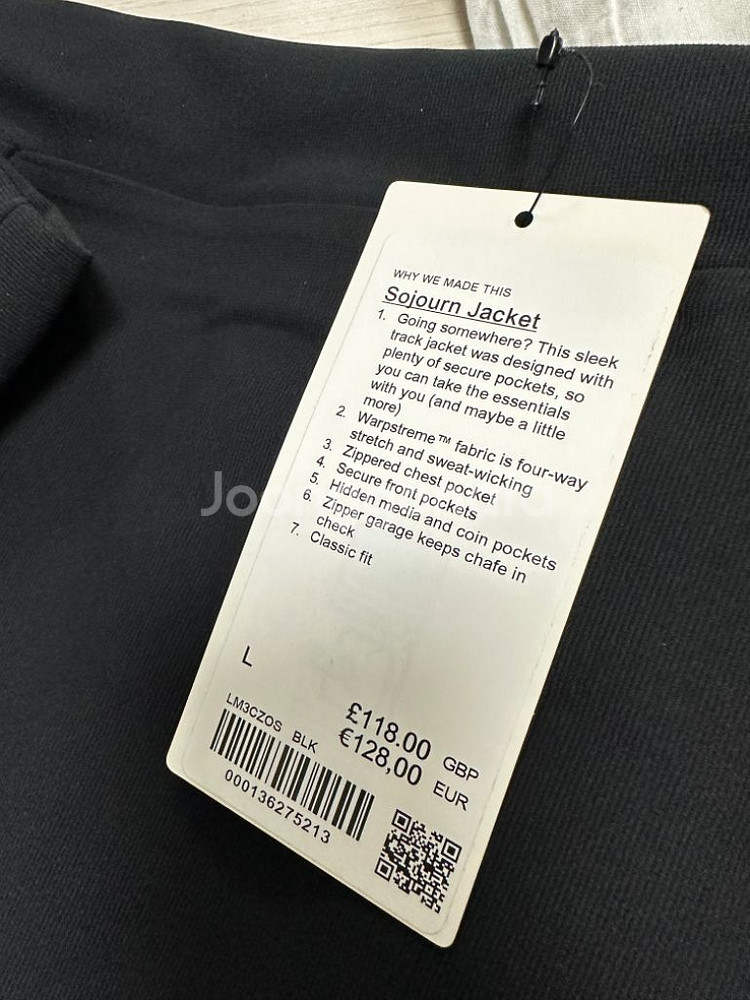 WHY WE MADE THIS
Sojourn Jacket
1. Going somewhere? This sleek
track jacket was designed with
plenty of secure pockets, so
you can take the essentials
with you (and maybe a little
more)
2. Warpstreme™ fabric is four-way
stretch and sweat-wicking
3. Zippered chest pocket
4. Secure front pockets
5. Hidden media and coin pockets
6. Zipper garage keeps chafe in
check
7. Classic fit
L
LM3CZOS BLK
£118.00 GBP
€128,00 EUR
000136275213